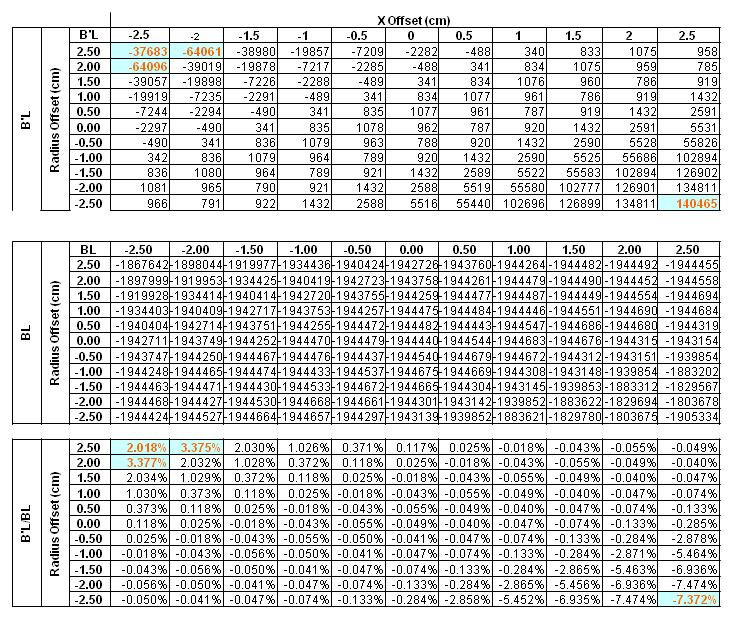 X Offset (cm)
B'L -2.5 -2 -1.5 -1 -0.5 0 0.5 1 1.5 2 2.5
B'L
Radius Offset (cm)
2.50 -37683 -64061 -38980 -19857 -7209 -2282 -488 340 833 1075 958
2.00 -64096 -39019 -19878 -7217 -2285 -488 341 834 1075 959 785
1.50 -39057 -19898 -7226 -2288 -489 341 834 1076 960 786 919
1.00 -19919 -7235 -2291 -489 341 834 1077 961 786 919 1432
0.50 -7244 -2294 -490 341 835 1077 961 787 919 1432 2591
0.00 -2297 -490 341 835 1078 962 787 920 1432 2591 5531
-0.50 -490 341 836 1079 963 788 920 1432 2590 5528 55826
-1.00 342 836 1079 964 789 920 1432 2590 5525 55686 102894
-1.50 836 1080 964 789 921 1432 2589 5522 55583 102894 126902
-2.00 1081 965 790 921 1432 2588 5519 55580 102777 126901 134811
-2.50 966 791 922 1432 2588 5516 55440 102696 126899 134811 140465
BL -2.50 -2.00 -1.50 -1.00 -0.50 0.00 0.50 1.00 1.50 2.00 2.50
BL
Radius Offset (cm)
2.50 -1867642 -1898044 -1919977 -1934436 -1940424 -1942726 -1943760 -1944264 -1944482 -1944492 -1944455
2.00 -1897999 -1919953 -1934425 -1940419 -1942723 -1943758 -1944261 -1944479 -1944490 -1944452 -1944558
1.50 -1919928 -1934414 -1940414 -1942720 -1943755 -1944259 -1944477 -1944487 -1944449 -1944554 -1944694
1.00 -1934403 -1940409 -1942717 -1943753 -1944257 -1944475 -1944484 -1944446 -1944551 -1944690 -1944684
0.50 -1940404 -1942714 -1943751 -1944255 -1944472 -1944482 -1944443 -1944547 -1944686 -1944680 -1944319
0.00 -1942711 -1943749 -1944252 -1944470 -1944479 -1944440 -1944544 -1944683 -1944676 -1944315 -1943154
-0.50 -1943747 -1944250 -1944467 -1944476 -1944437 -1944540 -1944679 -1944672 -1944312 -1943151 -1939854
-1.00 -1944248 -1944465 -1944474 -1944433 -1944537 -1944675 -1944669 -1944308 -1943148 -1939854 -1883202
-1.50 -1944463 -1944471 -1944430 -1944533 -1944672 -1944665 -1944304 -1943145 -1939853 -1883312 -1829567
-2.00 -1944468 -1944427 -1944530 -1944668 -1944661 -1944301 -1943142 -1939852 -1883622 -1829694 -1803678
-2.50 -1944424 -1944527 -1944664 -1944657 -1944297 -1943139 -1939852 -1883621 -1829780 -1803675 -1905334
B'L/BL
Radius Offset (cm)
2.50 2.018% 3.375% 2.030% 1.026% 0.371% 0.117% 0.025% -0.018% -0.043% -0.055% -0.049%
2.00 3.377% 2.032% 1.028% 0.372% 0.118% 0.025% -0.018% -0.043% -0.055% -0.049% -0.040%
1.50 2.034% 1.029% 0.372% 0.118% 0.025% -0.018% -0.043% -0.055% -0.049% -0.040% -0.047%
1.00 1.030% 0.373% 0.118% 0.025% -0.018% -0.043% -0.055% -0.049% -0.040% -0.047% -0.074%
0.50 0.373% 0.118% 0.025% -0.018% -0.043% -0.055% -0.049% -0.040% -0.047% -0.074% -0.133%
0.00 0.118% 0.025% -0.018% -0.043% -0.055% -0.049% -0.040% -0.047% -0.074% -0.133% -0.285%
-0.50 0.025% -0.018% -0.043% -0.055% -0.050% -0.041% -0.047% -0.074% -0.133% -0.284% -2.878%
-1.00 -0.018% -0.043% -0.056% -0.050% -0.041% -0.047% -0.074% -0.133% -0.284% -2.871% -5.464%
-1.50 -0.043% -0.056% -0.050% -0.041% -0.047% -0.074% -0.133% -0.284% -2.865% -5.463% -6.936%
-2.00 -0.056% -0.050% -0.041% -0.047% -0.074% -0.133% -0.284% -2.865% -5.456% -6.936% -7.474%
-2.50 -0.050% -0.041% -0.047% -0.074% -0.133% -0.284% -2.858% -5.452% -6.935% -7.474% -7.372%